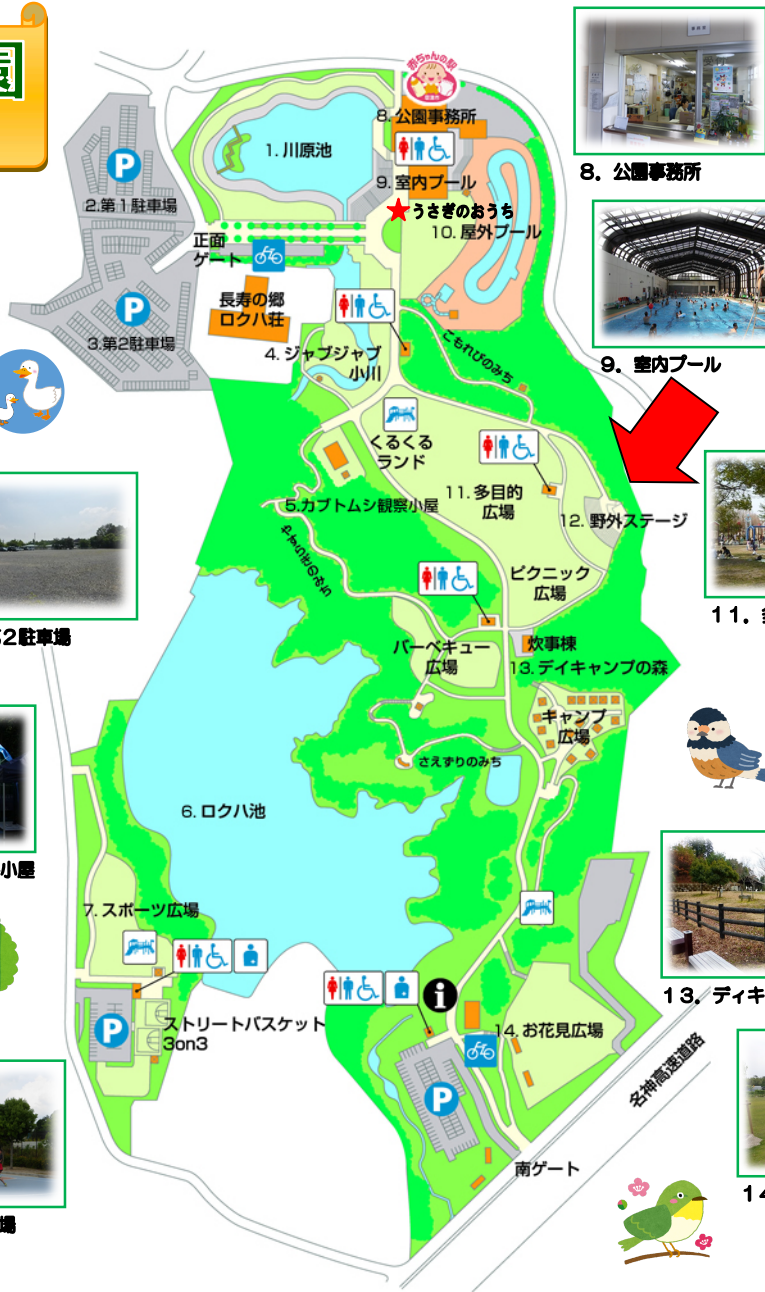 園
赤ちゃんの駅
8. 公園事務所
1. 川原池
9. 室内プール
P
2.第1駐車場
★うさぎのおうち
10. 屋外プール
正面
ゲート
長寿の郷
ロクハ荘
P
3.第2駐車場
4. ジャブジャブ
小川
こもれびのみち
くるくる
ランド
5.カブトムシ観察小屋
11. 多目的
広場
12. 野外ステージ
ピクニック
広場
バーベキュー
広場
炊事棟
13. デイキャンプの森
キャンプ
広場
さえずりのみち
6. ロクハ池
7. スポーツ広場
P
ストリートバスケット
3on3
i
14. お花見広場
P
名神高速道路
南ゲート
8. 公園事務所
9. 室内プール
2駐車場
11.
小屋
13. デイキ
場
14